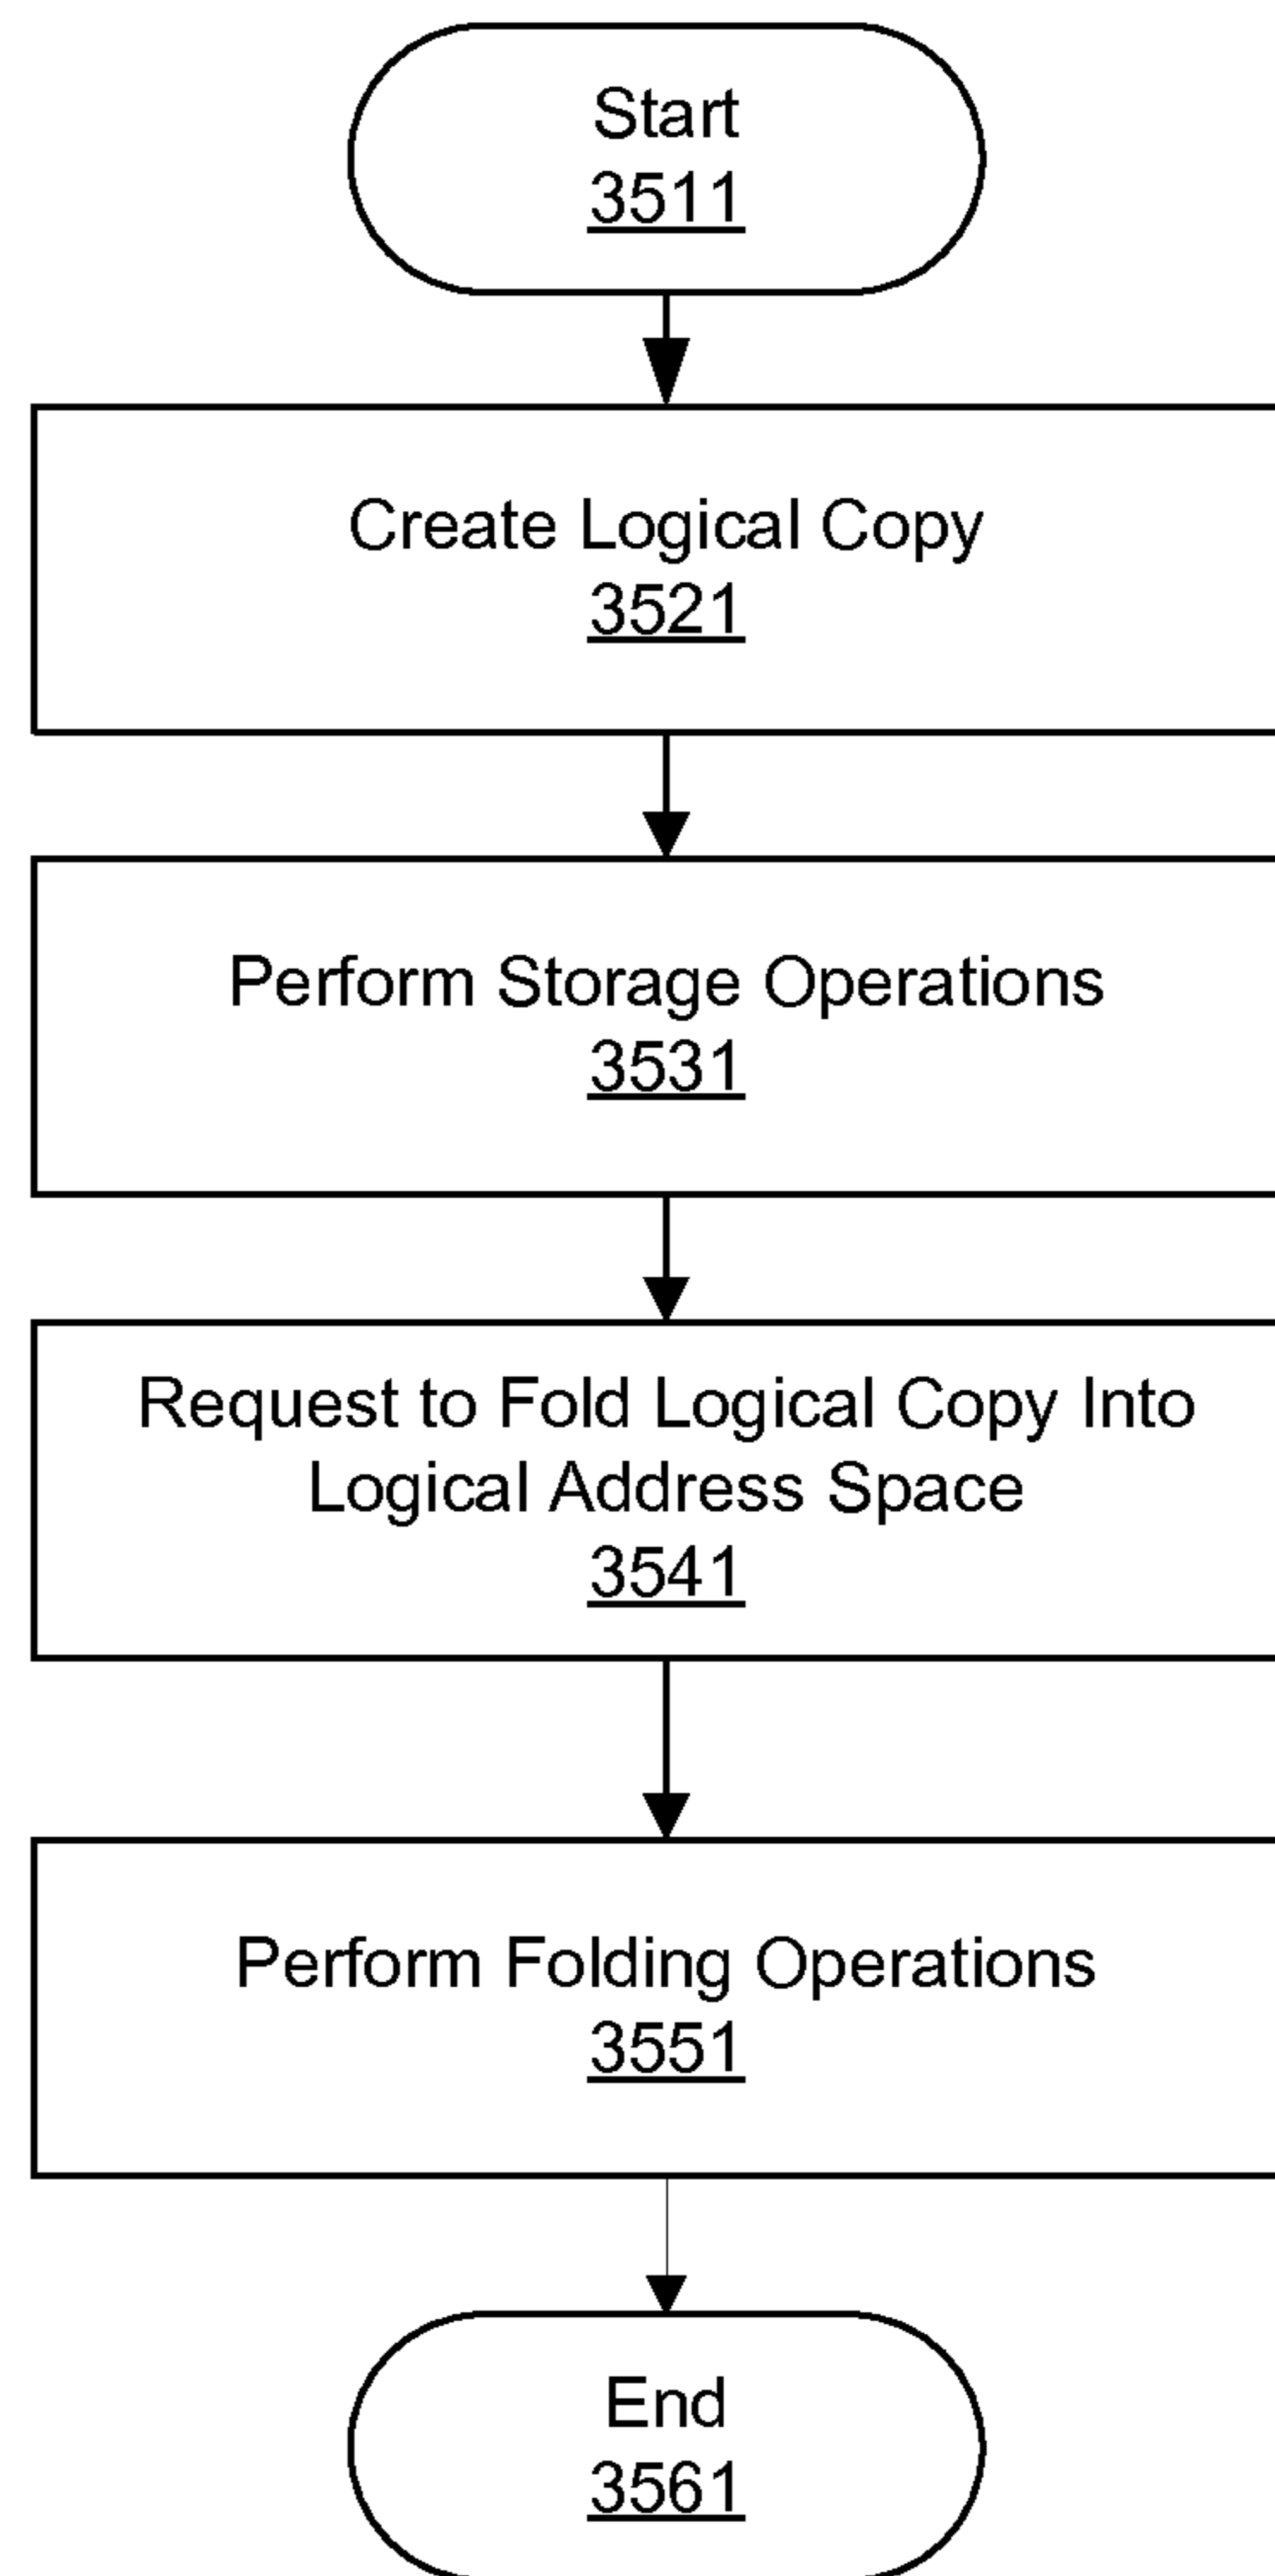 Start
3511
Create Logical Copy
3521
Perform Storage Operations
3531
Request to Fold Logical Copy Into
Logical Address Space
3541
Perform Folding Operations
3551
End
3561